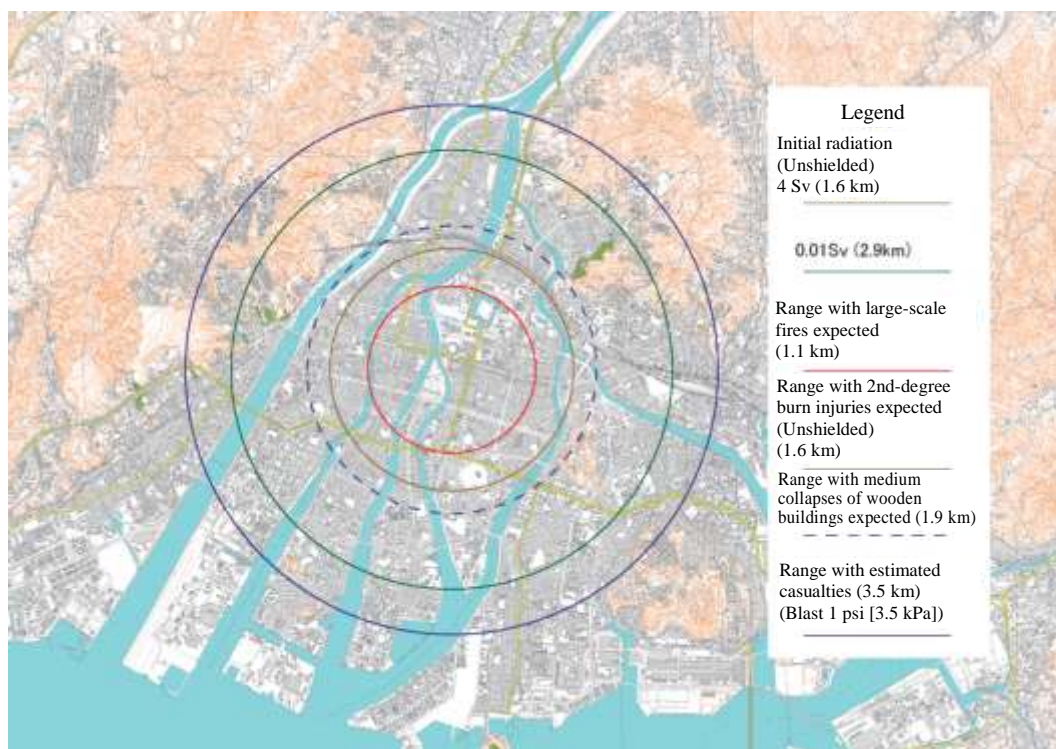 Legend
Initial radiation
(Unshielded)
4 Sv (1.6 km)
0.01Sv (2.9km)
Range with large-scale
fires expected
(1.1 km)
Range with 2nd-degree
burn injuries expected
(Unshielded)
(1.6 km)
Range with medium
collapses of wooden
buildings expected (1.9 km)
Range with estimated
casualties (3.5 km)
(Blast 1 psi [3.5 kPa])